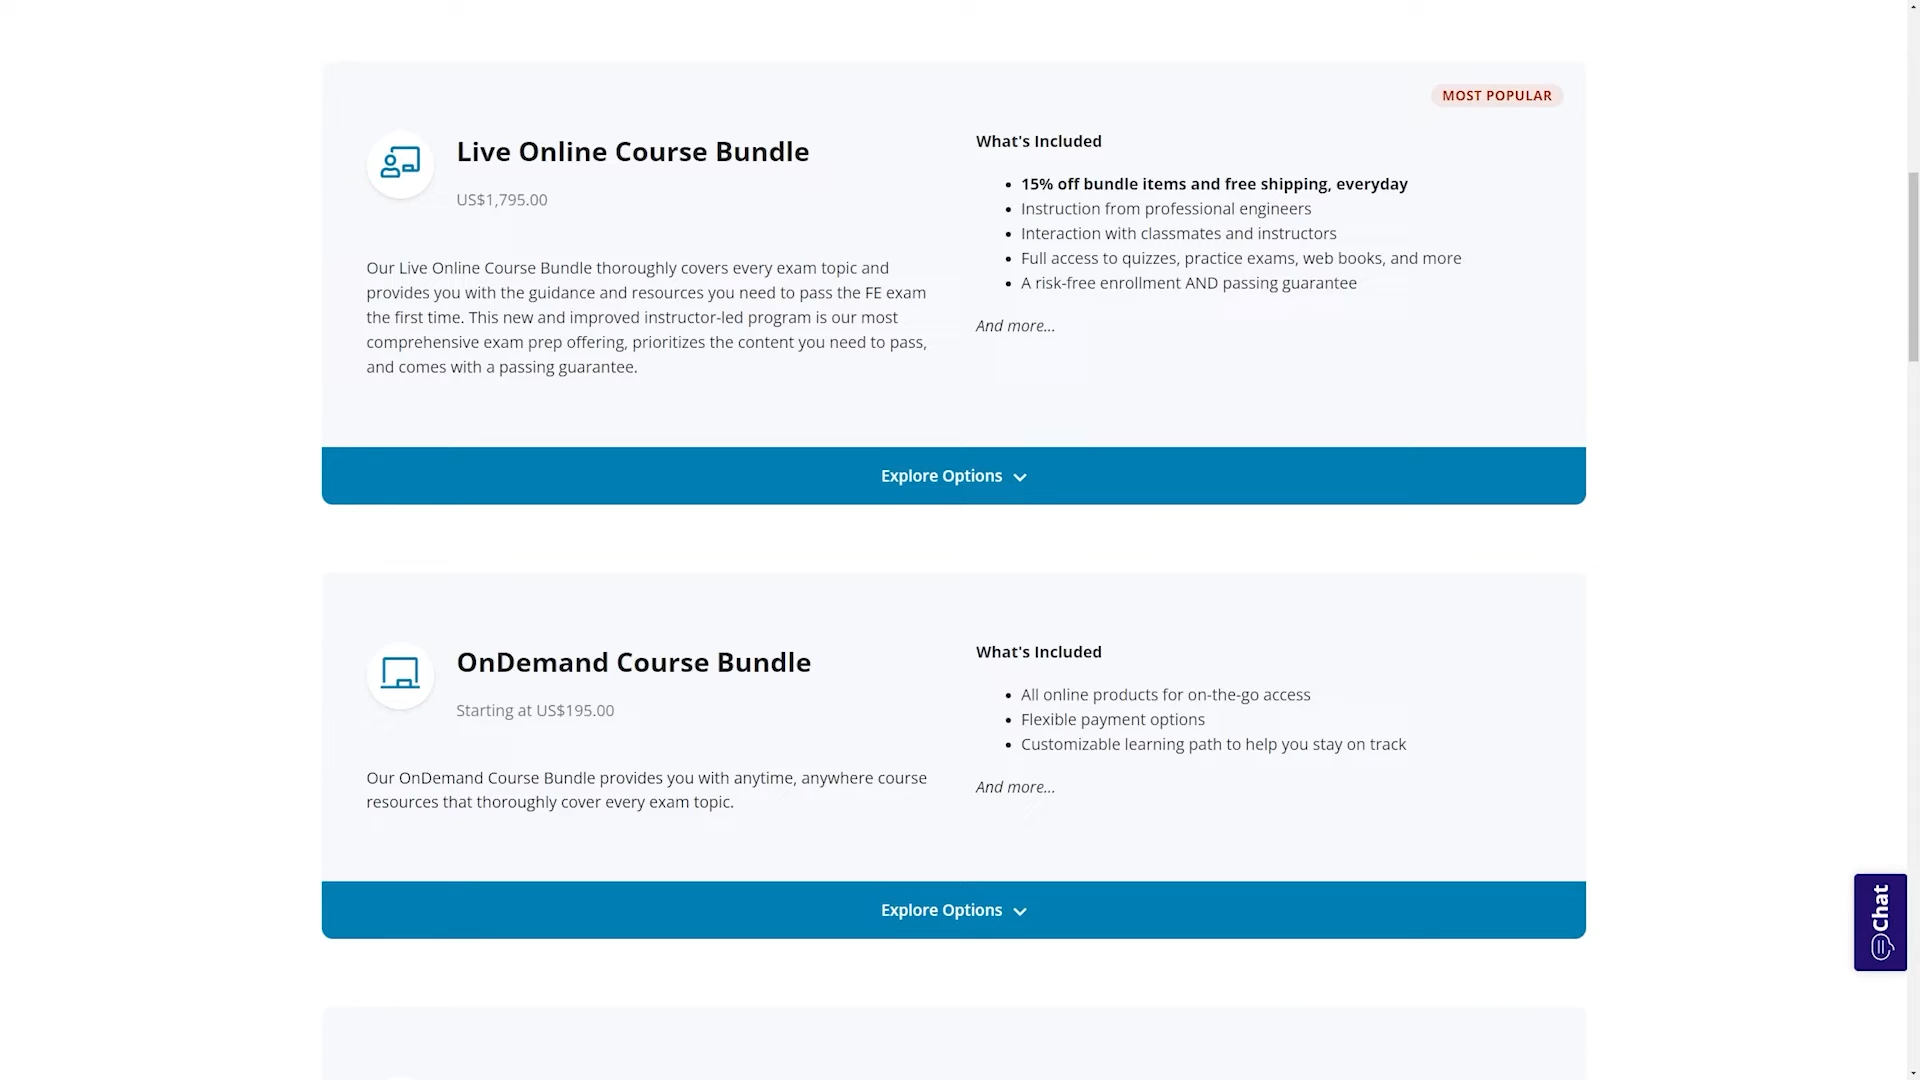 MOST POPULAR
Live Online Course Bundle
US$1,795.00
Our Live Online Course Bundle thoroughly covers every exam topic and
provides you with the guidance and resources you need to pass the FE exam
the first time. This new and improved instructor-led program is our most
comprehensive exam prep offering, prioritizes the content you need to pass,
and comes with a passing guarantee.
What's Included
15% off bundle items and free shipping, everyday
Instruction from professional engineers
Interaction with classmates and instructors
Full access to quizzes, practice exams, web books, and more
A risk-free enrollment AND passing guarantee
And more...
Explore Options
OnDemand Course Bundle
Starting at US$195.00
Our OnDemand Course Bundle provides you with anytime, anywhere course
resources that thoroughly cover every exam topic.
What's Included
All online products for on-the-go access
Flexible payment options
Customizable learning path to help you stay on track
And more...
Explore Options
Chat